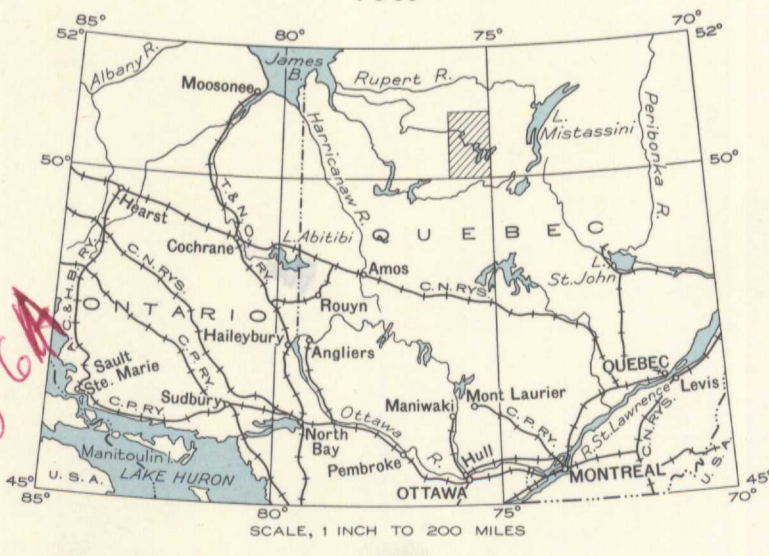 85° 80° 75° 70°
52° 52°
Albany R.
James B.
Moosonee
Rupert R.
Harricanaw R.
L. Mistassini
Peribonka R.
50° 50°
Hearst
T. & N. O. RY.
Cochrane
L. Abitibi
QUEBEC
Amos
C. N. RYS.
L. St. John
C. N. RYS.
A. C. & H. B. RY.
ONTARIO
Rouyn
Haileybury
Angliers
C. P. RY.
Sault Ste. Marie
Sudbury
C. P. RY.
Manitoulin I.
LAKE HURON
U.S.A.
North Bay
Ottawa R.
Pembroke
Maniwaki
Mont Laurier
C. P. RY.
Hull
OTTAWA
MONTREAL
QUEBEC
Levis
R. St. Lawrence
C. N. RYS.
U.S.A.
45° 45°
85° 80° 75° 70°
SCALE, 1 INCH TO 200 MILES
6A